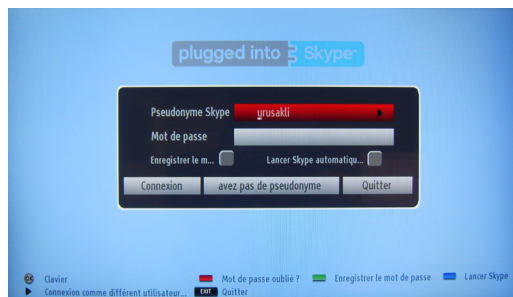 plugged into Skype
Pseudonyme Skype urusakli
Mot de passe
Enregistrer le m... Lancer Skype automatiqu...
Connexion avez pas de pseudonyme Quitter
OK Clavier Mot de passe oublié ? Enregistrer le mot de passe Lancer Skype
Connexion comme différent utilisateur... EXIT Quitter